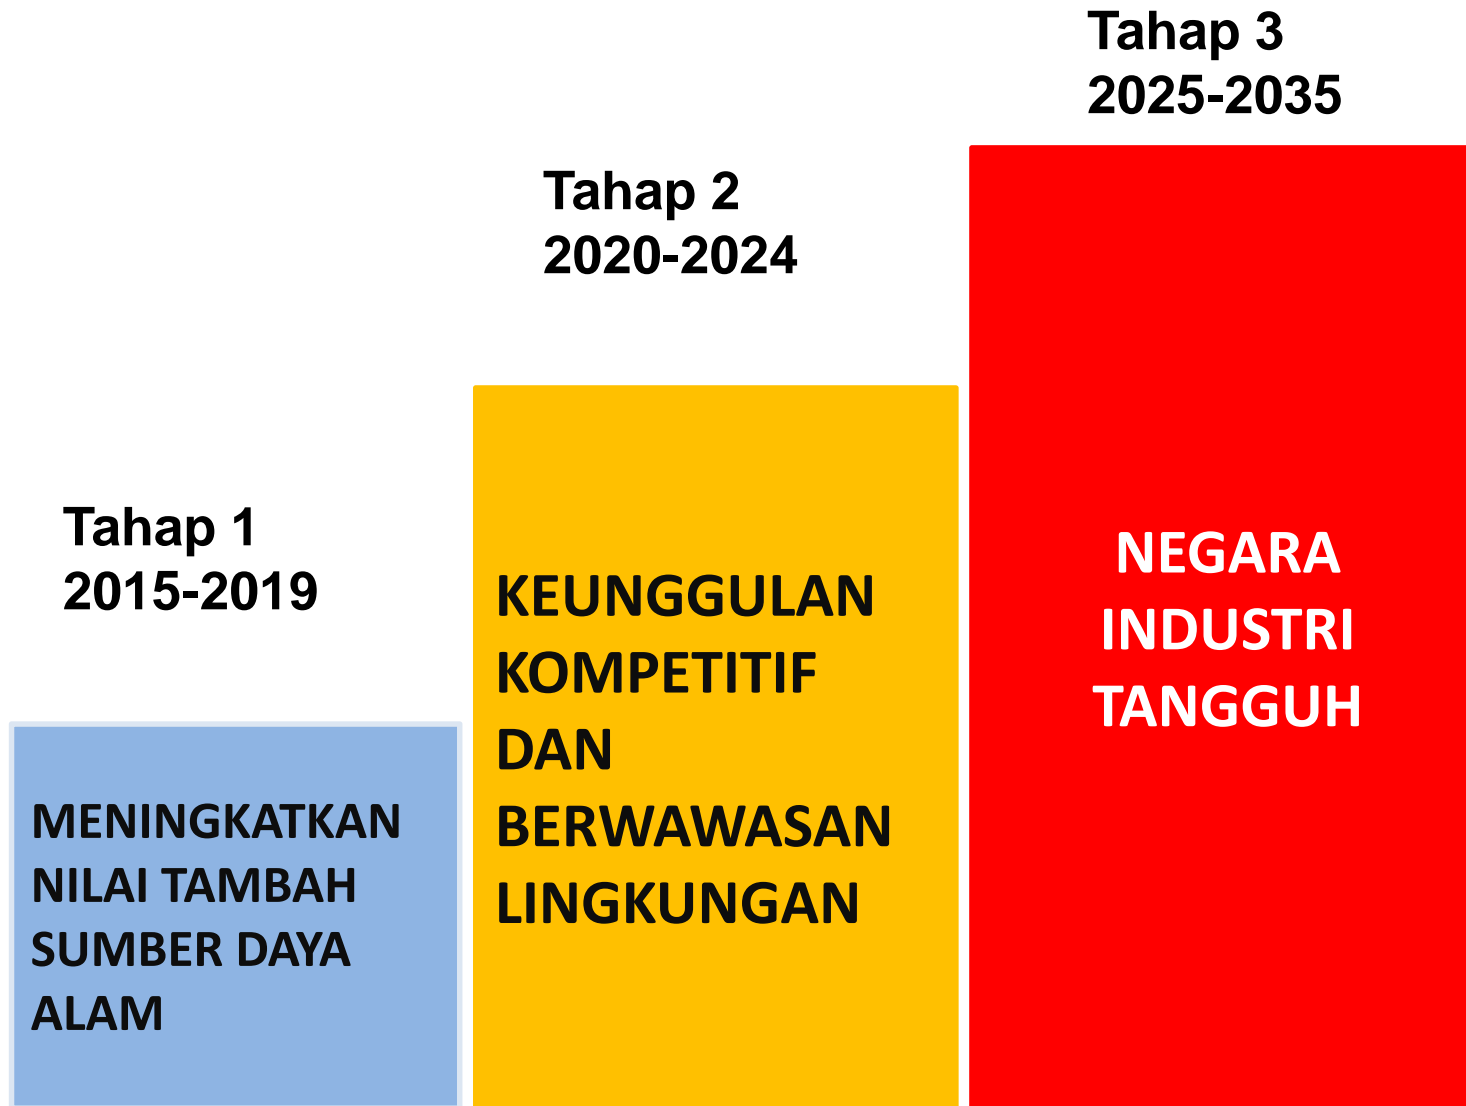 Tahap 1
2015-2019
MENINGKATKAN
NILAI TAMBAH
SUMBER DAYA
ALAM
Tahap 2
2020-2024
KEUNGGULAN
KOMPETITIF
DAN
BERWAWASAN
LINGKUNGAN
Tahap 3
2025-2035
NEGARA
INDUSTRI
TANGGUH